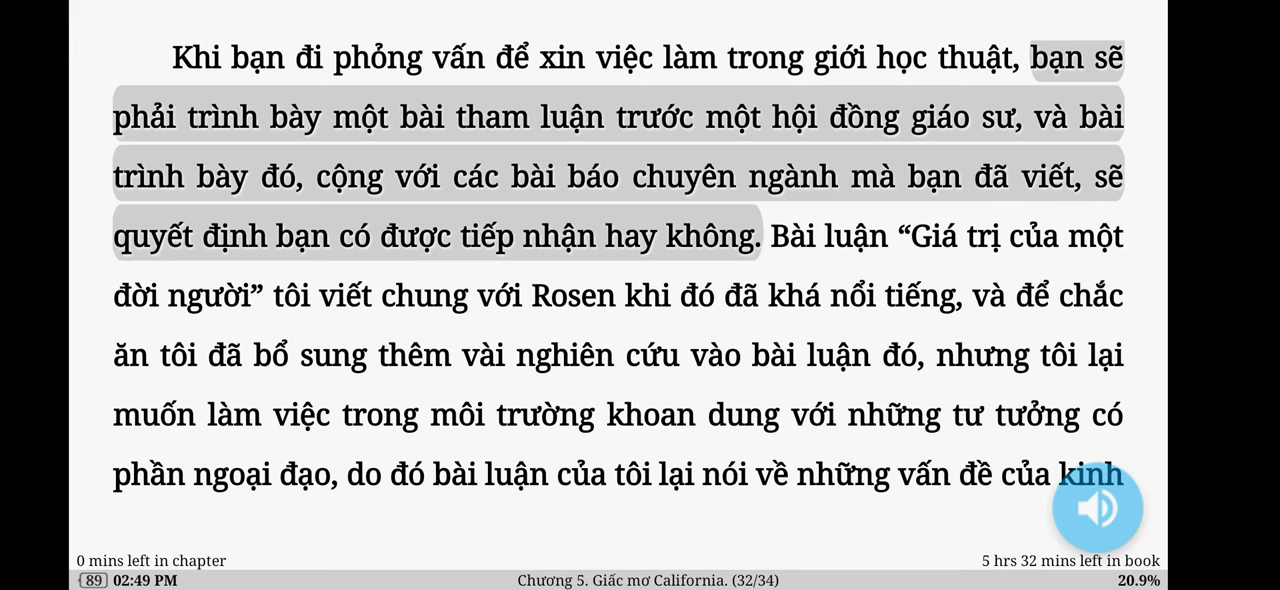 Khi bạn đi phỏng vấn để xin việc làm trong giới học thuật, bạn sẽ
phải trình bày một bài tham luận trước một hội đồng giáo sư, và bài
trình bày đó, cộng với các bài báo chuyên ngành mà bạn đã viết, sẽ
quyết định bạn có được tiếp nhận hay không. Bài luận “Giá trị của một
đời người” tôi viết chung với Rosen khi đó đã khá nổi tiếng, và để chắc
ăn tôi đã bổ sung thêm vài nghiên cứu vào bài luận đó, nhưng tôi lại
muốn làm việc trong môi trường khoan dung với những tư tưởng có
phần ngoại đạo, do đó bài luận của tôi lại nói về những vấn đề của kinh
0 mins left in chapter 5 hrs 32 mins left in book
89 02:49 PM Chương 5. Giấc mơ California. (32/34) 20.9%